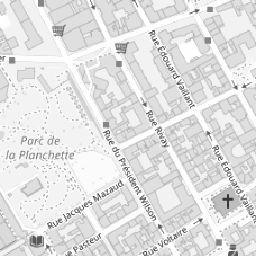 Rue Édouard Vaillant
er
Parc de
la Planchette
Rue Rivay
Rue du Président Wilson
Rue Édouard Vaillant
Rue Jacques Mazaud
Rue Voltaire
e Pasteur